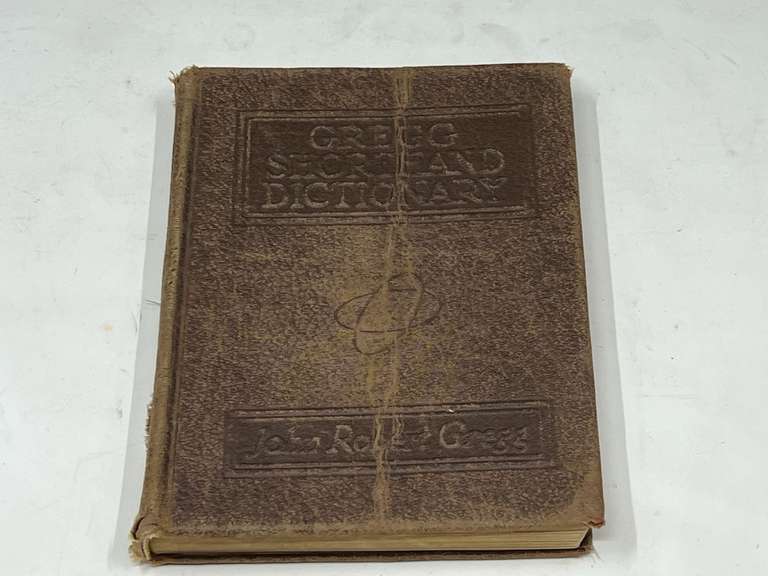 GREGG
SHORTHAND
DICTIONARY
John Robert Gregg